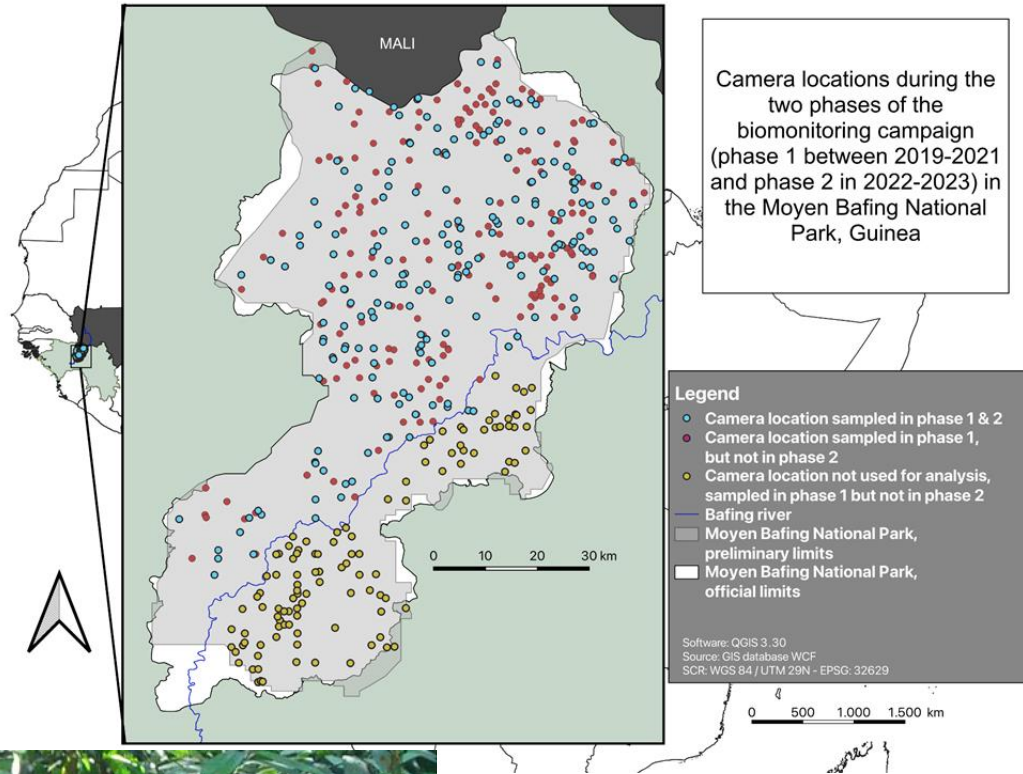 MALI
Camera locations during the
two phases of the
biomonitoring campaign
(phase 1 between 2019-2021
and phase 2 in 2022-2023) in
the Moyen Bafing National
Park, Guinea
Legend
Camera location sampled in phase 1 & 2
Camera location sampled in phase 1,
but not in phase 2
Camera location not used for analysis,
sampled in phase 1 but not in phase 2
Bafing river
Moyen Bafing National Park,
preliminary limits
Moyen Bafing National Park,
official limits
Software: QGIS 3.30
Source: GIS database WCF
SCR: WGS 84 / UTM 29N - EPSG: 32629
0 10 20 30 km
0 500 1.000 1.500 km